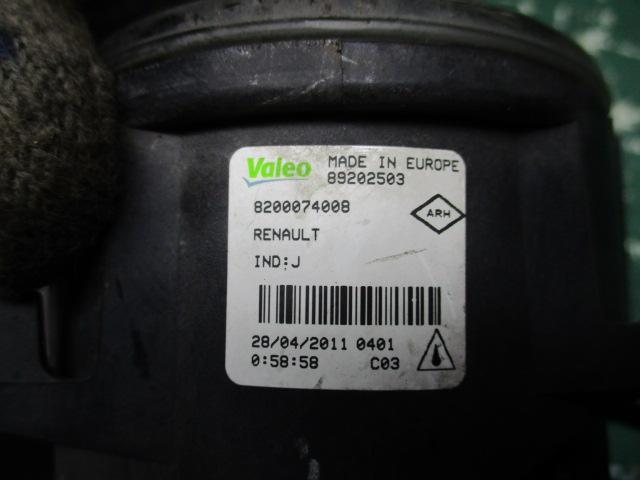 Valeo MADE IN EUROPE
89202503
8200074008
ARH
RENAULT
IND:J
28/04/2011 0401
0:58:58 C03